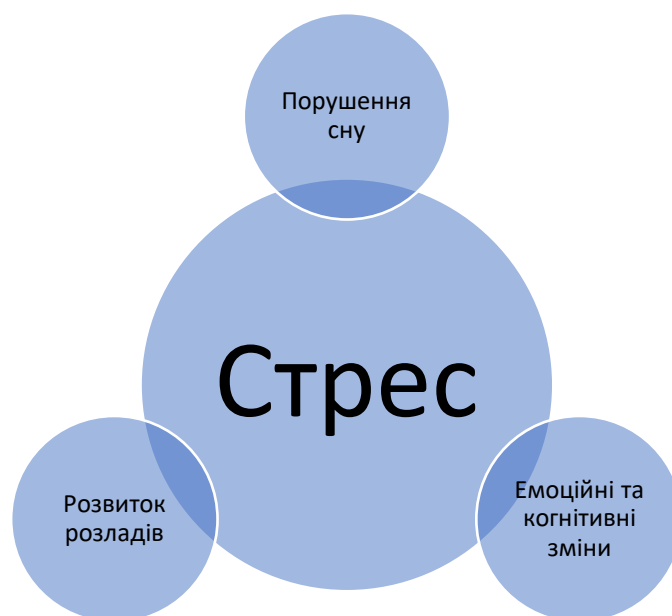 Порушення
сну
Стрес
Розвиток
розладів
Емоційні та
когнітивні
зміни